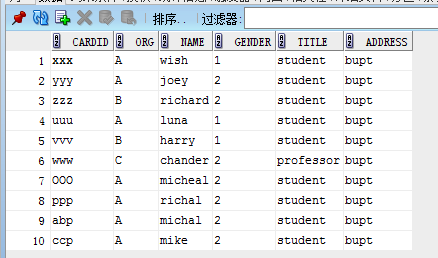 排序.. 过滤器:
CARDID ORG NAME GENDER TITLE ADDRESS
1 xxx A wish 1 student bupt
2 yyy A joey 2 student bupt
3 zzz B richard 2 student bupt
4 uuu A luna 1 student bupt
5 vvv B harry 1 student bupt
6 www C chander 2 professor bupt
7 OOO A micheal 2 student bupt
8 ppp A richal 2 student bupt
9 abp A michal 2 student bupt
10 ccp A mike 2 student bupt